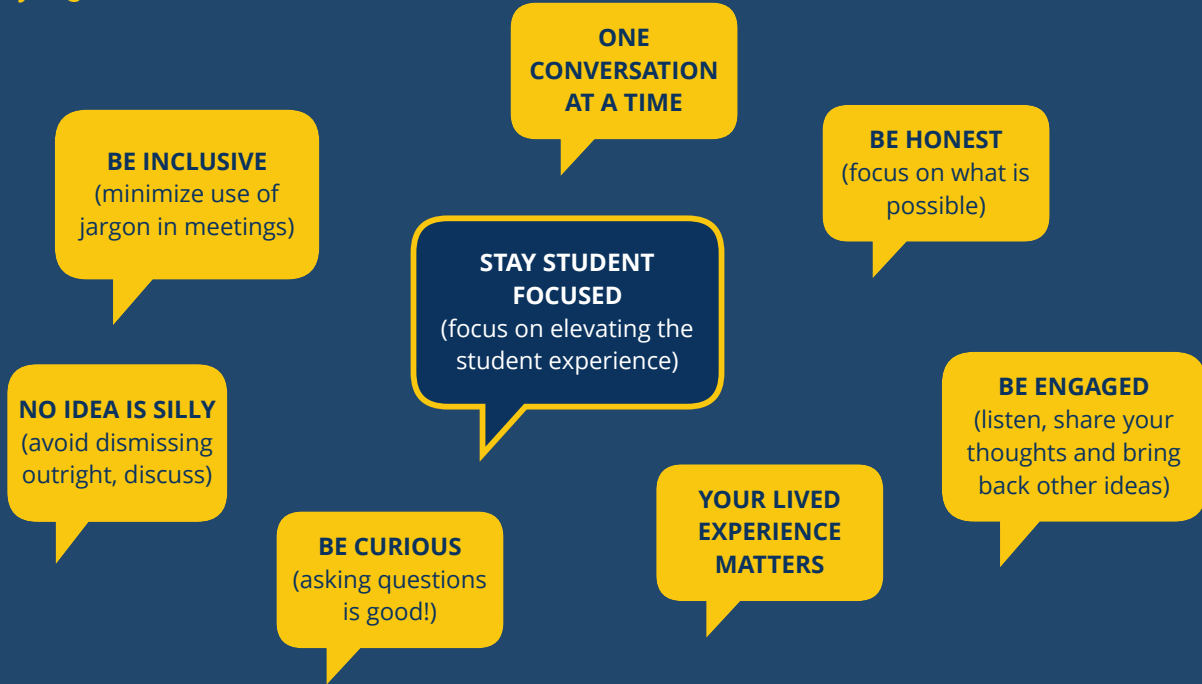 ONE
CONVERSATION
AT A TIME
BE INCLUSIVE
(minimize use of
jargon in meetings)
BE HONEST
(focus on what is
possible)
STAY STUDENT
FOCUSED
(focus on elevating the
student experience)
NO IDEA IS SILLY
(avoid dismissing
outright, discuss)
BE ENGAGED
(listen, share your
thoughts and bring
back other ideas)
BE CURIOUS
(asking questions
is good!)
YOUR LIVED
EXPERIENCE
MATTERS